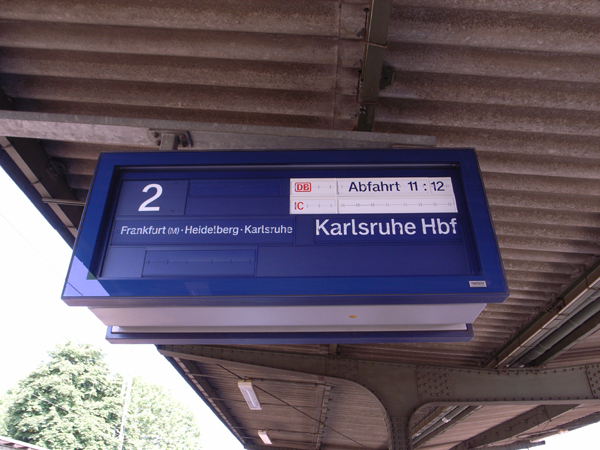 2
DB Abfahrt 11:12
IC
Frankfurt (M) · Heidelberg · Karlsruhe
Karlsruhe Hbf